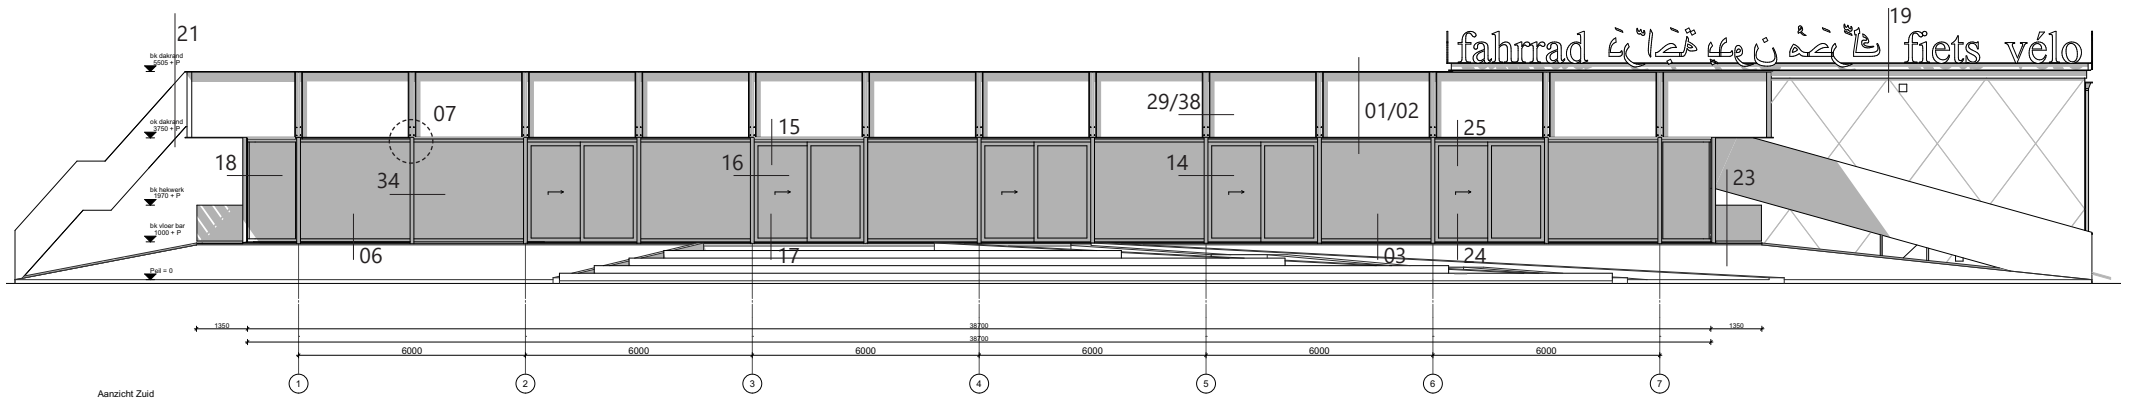 21
19
bk dakrand
5505 + P
fahrrad
fiets vélo
07
29/38
01/02
ok dakrand
3750 + P
15
25
18
16
14
34
23
bk hekwerk
1970 + P
bk vloer bar
1000 + P
06
17
03
24
Peil = 0
1350
38700
1350
38700
6000
6000
6000
6000
6000
6000
1
2
3
4
5
6
7
Aanzicht Zuid